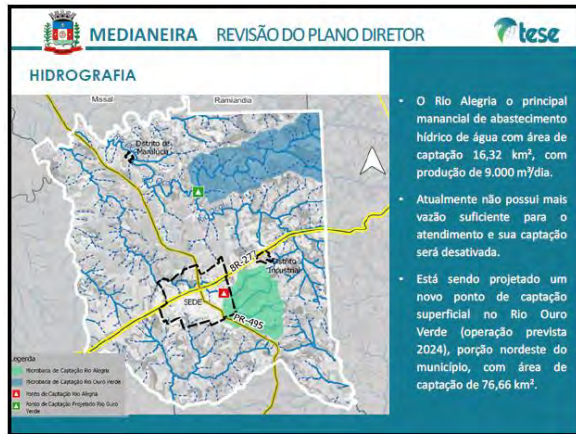 MEDIANEIRA REVISÃO DO PLANO DIRETOR
tese
HIDROGRAFIA
Missal
Ramilandia
Distrito de
Maralúcia
BR-277
Distrito
Industrial
SEDE
PR-495
Legenda
Microbacia de Captação Rio Alegria
Microbacia de Captação Rio Ouro Verde
Ponto de Captação Rio Alegria
Ponto de Captação Projetado Rio Ouro
Verde
• O Rio Alegria o principal
manancial de abastecimento
hídrico de água com área de
captação 16,32 km², com
produção de 9.000 m³/dia.
• Atualmente não possui mais
vazão suficiente para o
atendimento e sua captação
será desativada.
• Está sendo projetado um
novo ponto de captação
superficial no Rio Ouro
Verde (operação prevista
2024), porção nordeste do
município, com área de
captação de 76,66 km².